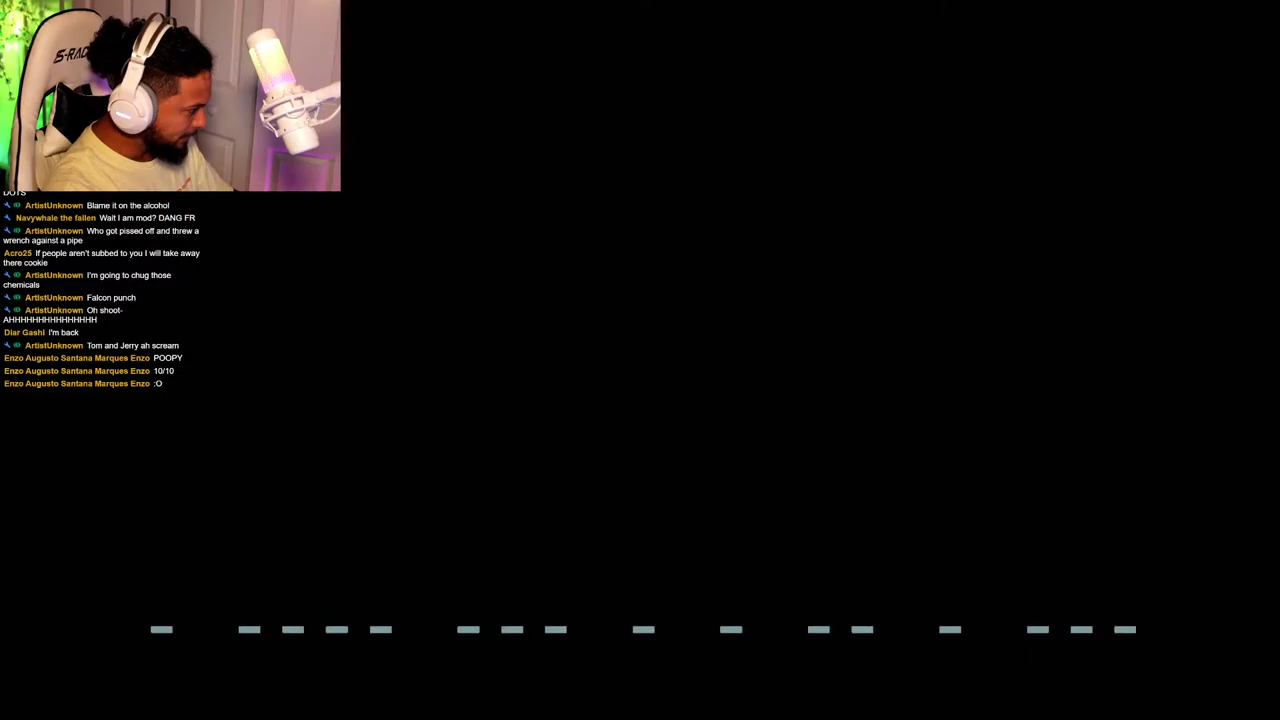 S-RAC
DOTS
ArtistUnknown Blame it on the alcohol
Navywhale the fallen Wait I am mod? DANG FR
ArtistUnknown Who got pissed off and threw a
wrench against a pipe
Acro25 If people aren't subbed to you I will take away
there cookie
ArtistUnknown I'm going to chug those
chemicals
ArtistUnknown Falcon punch
ArtistUnknown Oh shoot-
AHHHHHHHHHHHHHHH
Diar Gashi I'm back
ArtistUnknown Tom and Jerry ah scream
Enzo Augusto Santana Marques Enzo POOPY
Enzo Augusto Santana Marques Enzo 10/10
Enzo Augusto Santana Marques Enzo :O